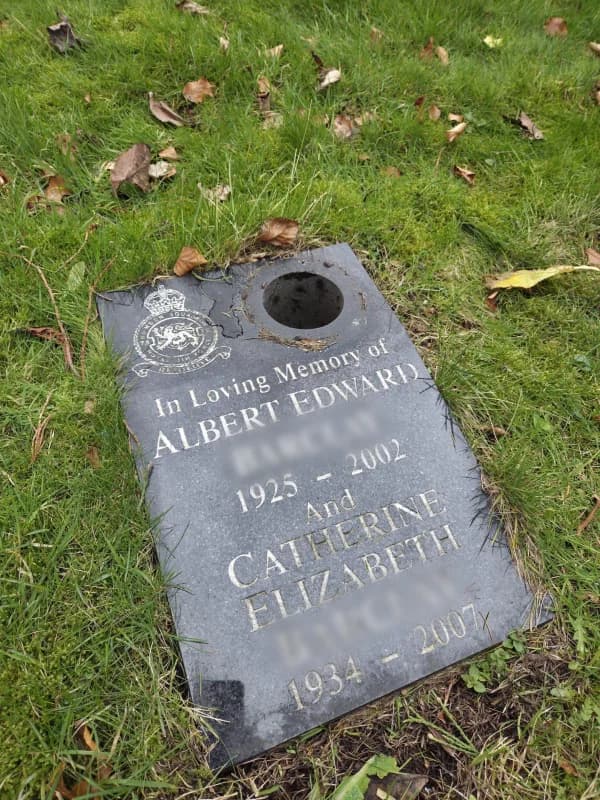 In Loving Memory of
ALBERT EDWARD
1925 - 2002
And
CATHERINE
ELIZABETH
1934 - 2007